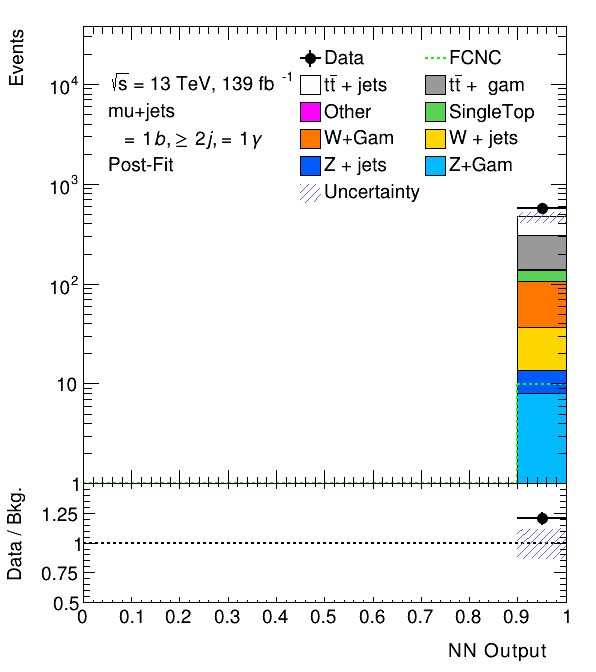 Events
10⁴
10³
10²
10
1
Data
FCNC
√s = 13 TeV, 139 fb⁻¹
tt̄ + jets
tt̄ + gam
mu+jets
Other
SingleTop
= 1b, ≥ 2j, = 1γ
W+Gam
W + jets
Post-Fit
Z + jets
Z+Gam
Uncertainty
Data / Bkg.
1.25
1
0.75
0.5
0 0.1 0.2 0.3 0.4 0.5 0.6 0.7 0.8 0.9 1
NN Output